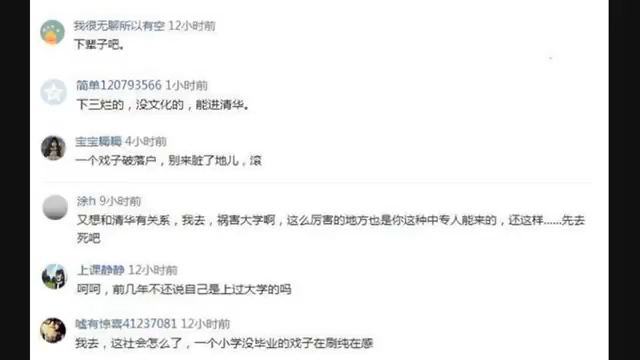 我很无聊所以有空 12小时前
下辈子吧。
简单120793566 1小时前
下三烂的，没文化的，能进清华。
宝宝 4小时前
一个戏子破落户，别来脏了地儿，滚
涂h 9小时前
又想和清华有关系，我去，祸害大学啊，这么厉害的地方也是你这种中专人能来的，还这样......先去
死吧
上课静静 12小时前
呵呵，前几年不还说自己是上过大学的吗
嘘有惊喜41237081 12小时前
我去，这社会怎么了，一个小学没毕业的戏子在刷纯在感